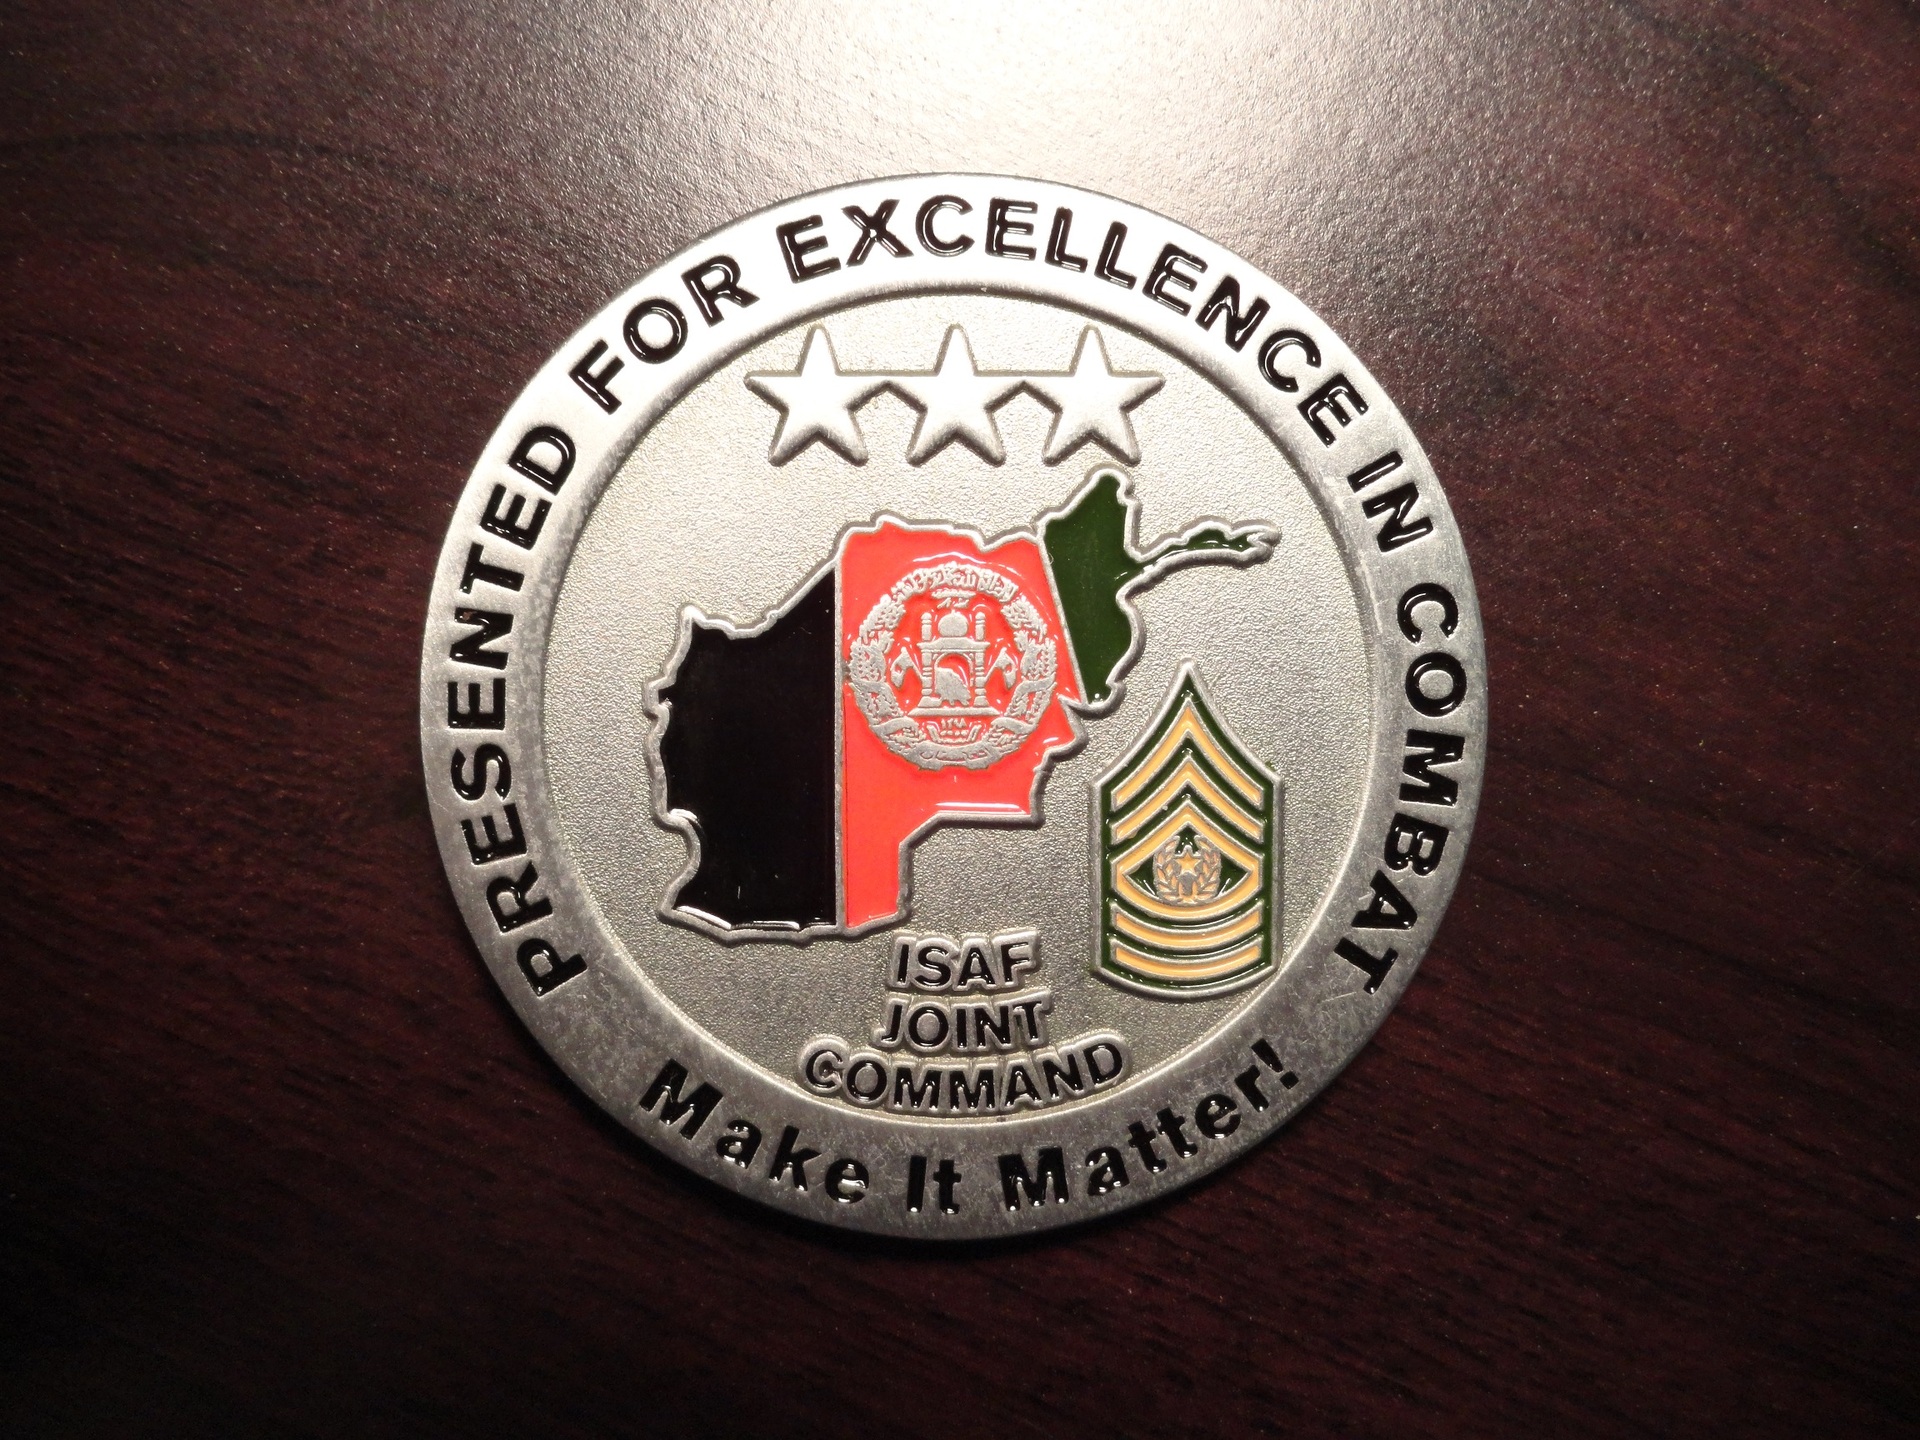 PRESENTED FOR EXCELLENCE IN COMBAT
ISAF
JOINT
COMMAND
Make It Matter!